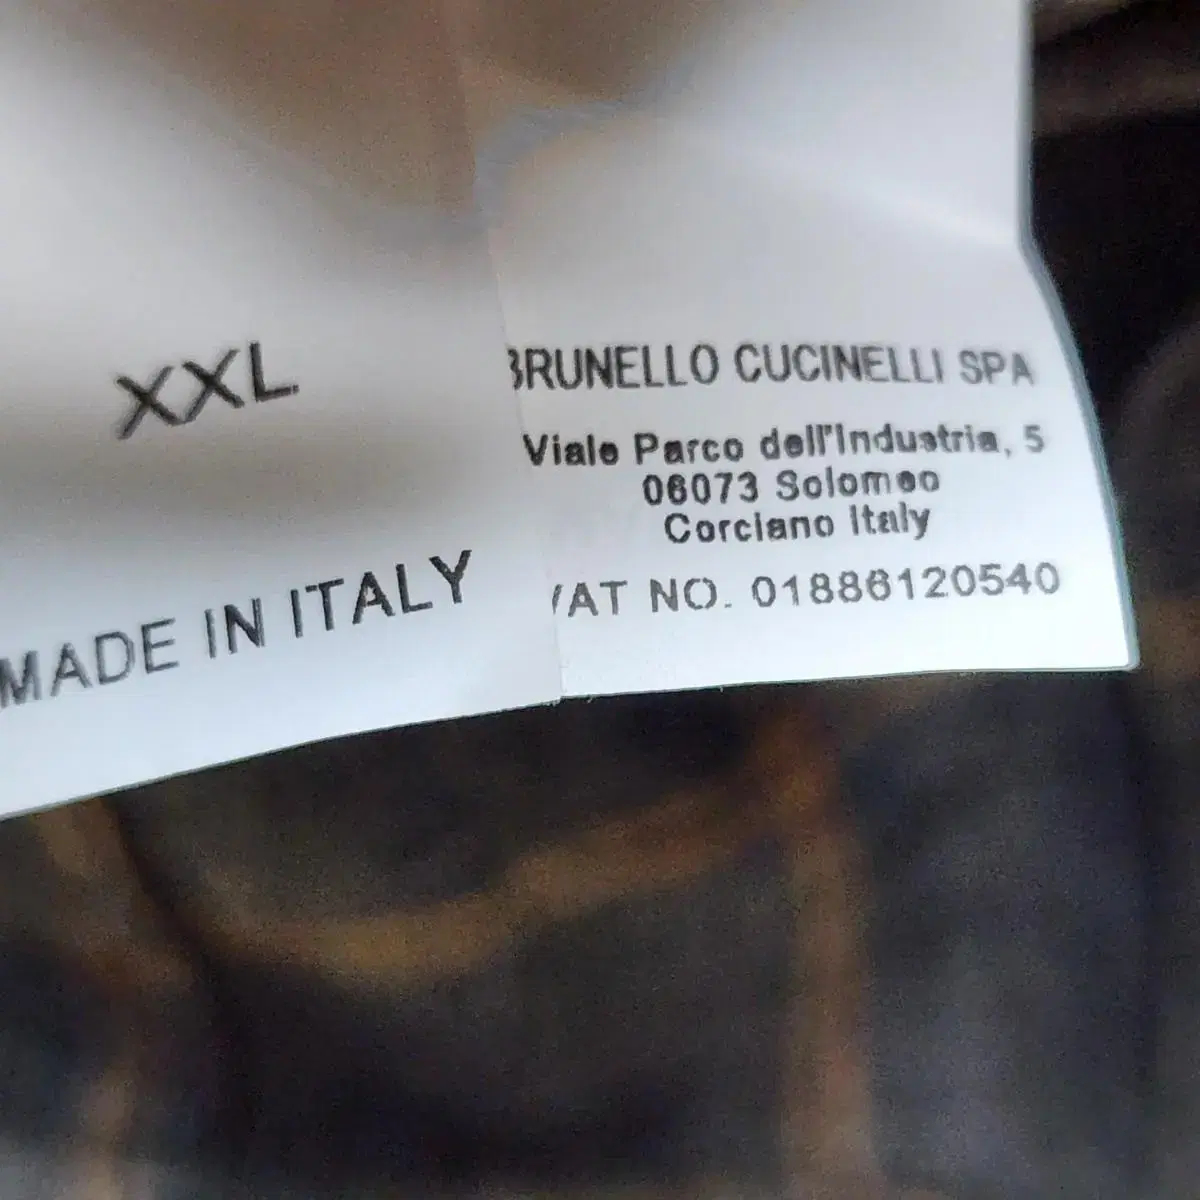 XXL
MADE IN ITALY
BRUNELLO CUCINELLI SPA
Viale Parco dell'Industria, 5
06073 Solomeo
Corciano Italy
VAT NO. 01886120540